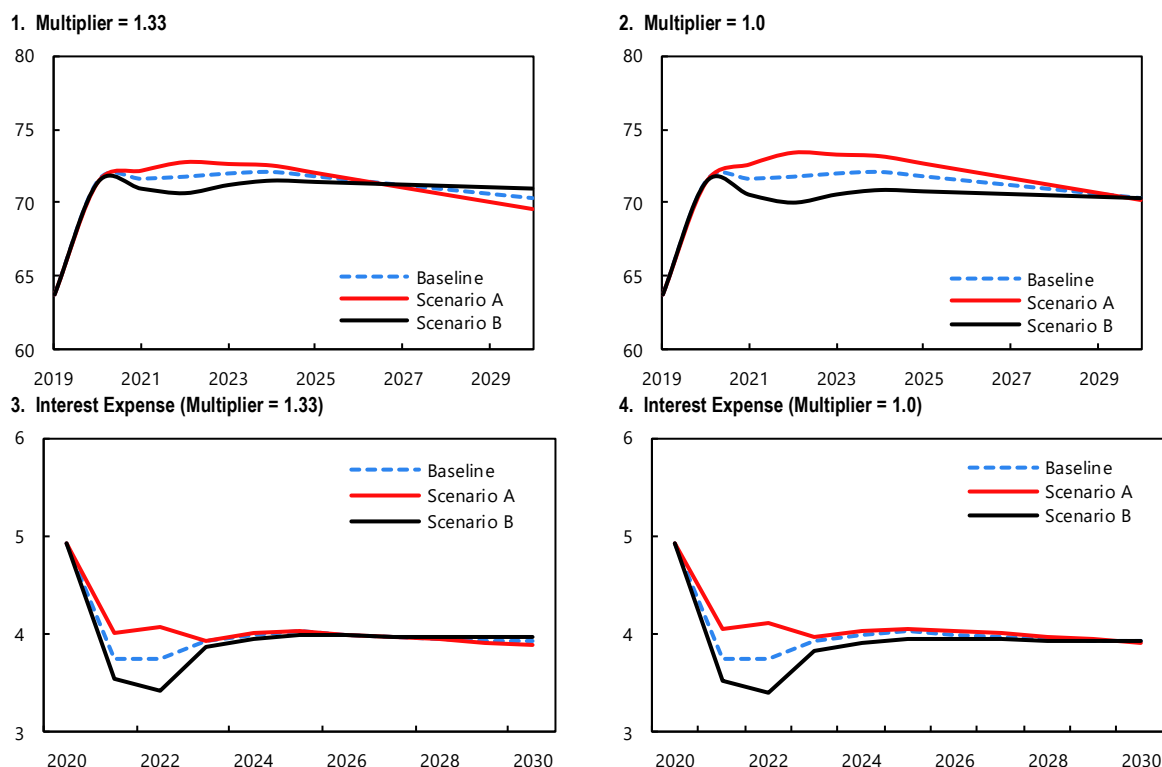 1. Multiplier = 1.33
80
75
70
65
60
Baseline
Scenario A
Scenario B
2019 2021 2023 2025 2027 2029
2. Multiplier = 1.0
80
75
70
65
60
Baseline
Scenario A
Scenario B
2019 2021 2023 2025 2027 2029
3. Interest Expense (Multiplier = 1.33)
6
5
4
3
Baseline
Scenario A
Scenario B
2020 2022 2024 2026 2028 2030
4. Interest Expense (Multiplier = 1.0)
6
5
4
3
Baseline
Scenario A
Scenario B
2020 2022 2024 2026 2028 2030